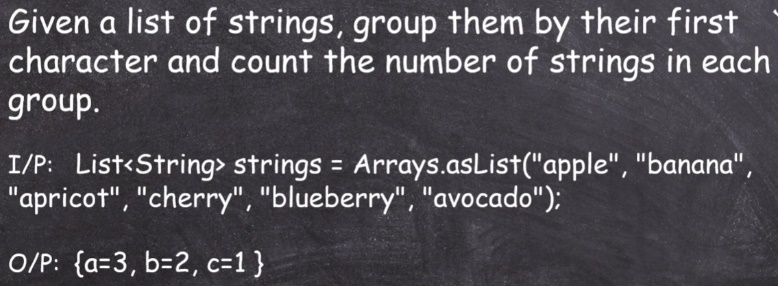 Given a list of strings, group them by their first
character and count the number of strings in each
group.
I/P: List<String> strings = Arrays.asList("apple", "banana",
"apricot", "cherry", "blueberry", "avocado");
O/P: {a=3, b=2, c=1 }